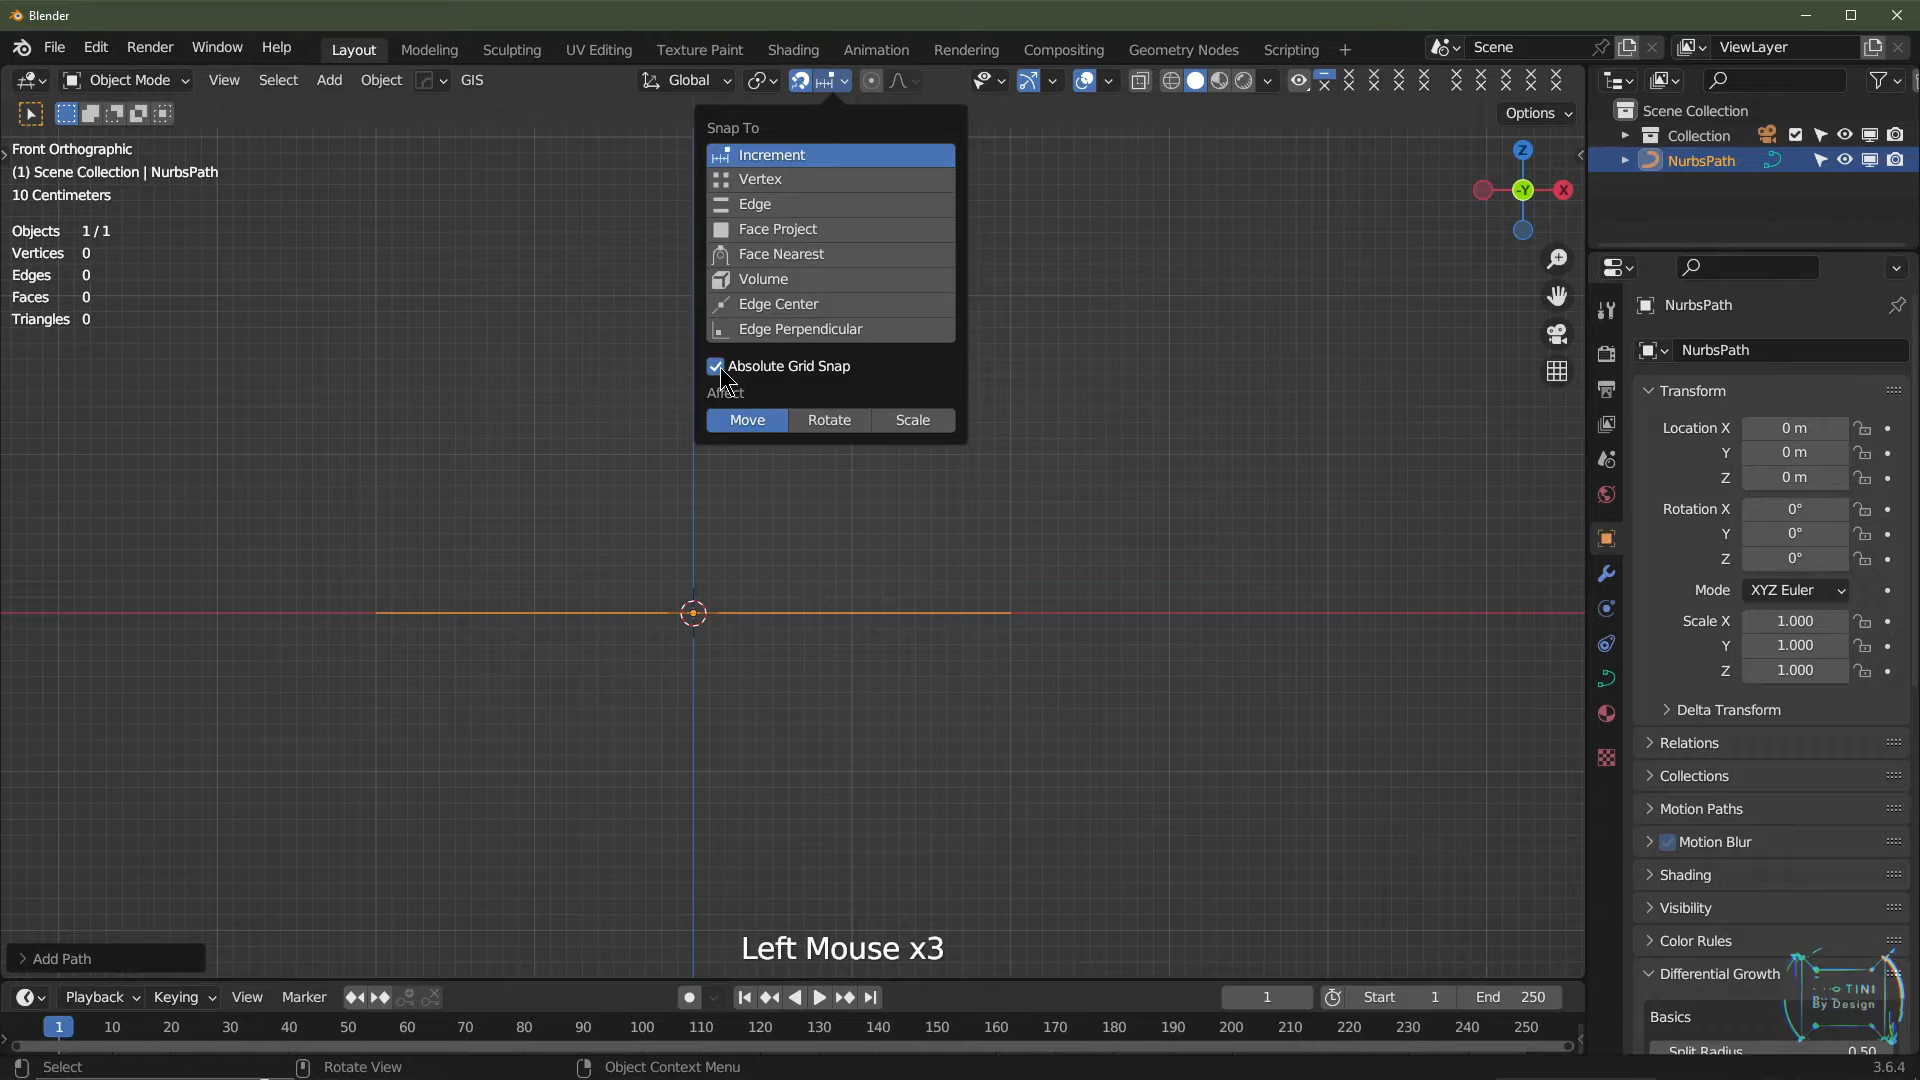 Blender
File Edit Render Window Help Layout Modeling Sculpting UV Editing Texture Paint Shading Animation Rendering Compositing Geometry Nodes Scripting + Scene ViewLayer
Object Mode View Select Add Object GIS Global
Options
Front Orthographic
(1) Scene Collection | NurbsPath
10 Centimeters
Objects 1 / 1
Vertices 0
Edges 0
Faces 0
Triangles 0
Snap To
Increment
Vertex
Edge
Face Project
Face Nearest
Volume
Edge Center
Edge Perpendicular
Absolute Grid Snap
Affect
Move Rotate Scale
Z
-Y X
Scene Collection
Collection
NurbsPath
NurbsPath
NurbsPath
Transform
Location X 0 m
Y 0 m
Z 0 m
Rotation X 0°
Y 0°
Z 0°
Mode XYZ Euler
Scale X 1.000
Y 1.000
Z 1.000
Delta Transform
Relations
Collections
Motion Paths
Motion Blur
Shading
Visibility
Color Rules
Differential Growth
Basics
Split Radius 0.50
TINI
By Design
Left Mouse x3
Add Path
Playback Keying View Marker 1 Start 1 End 250
1 10 20 30 40 50 60 70 80 90 100 110 120 130 140 150 160 170 180 190 200 210 220 230 240 250
Select Rotate View Object Context Menu 3.6.4